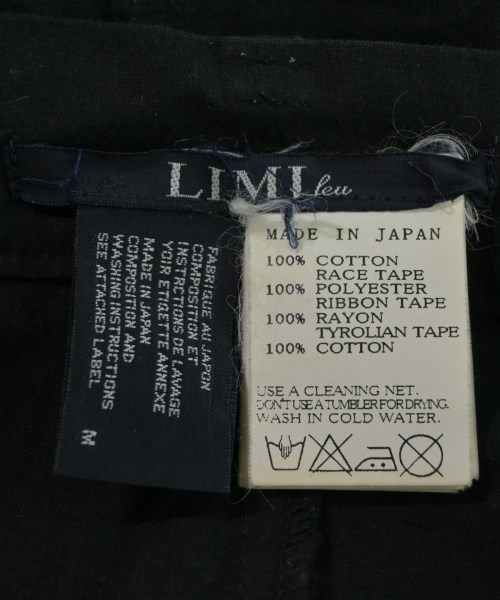 LIMI feu
FABRIQUE AU JAPON
COMPOSITION ET
INSTRCTIONS DE LAVAGE
VOIR ETIGETTE ANNEXE
MADE IN JAPAN
COMPOSITION AND
WASHING INSTRUCTIONS
SEE ATTACHED LABEL
M
MADE IN JAPAN
100% COTTON
RACE TAPE
100% POLYESTER
RIBBON TAPE
100% RAYON
TYROLIAN TAPE
100% COTTON
USE A CLEANING NET.
DON'T USE A TUMBLER FOR DRYING.
WASH IN COLD WATER.